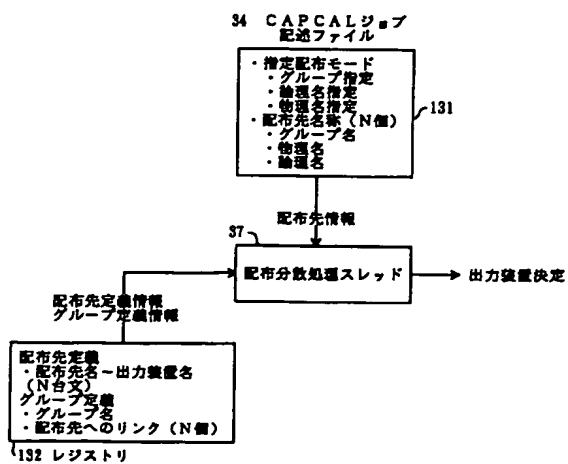 34 CAPCALジョブ
記述ファイル
・指定配布モード
・グループ指定
・論理名指定
・物理名指定
・配布先名称（N個）
・グループ名
・物理名
・論理名
131
配布先情報
37
配布分散処理スレッド
出力装置決定
配布先定義情報
グループ定義情報
配布先定義
・配布先名～出力装置名
（N台文）
グループ定義
・グループ名
・配布先へのリンク（N個）
132 レジストリ